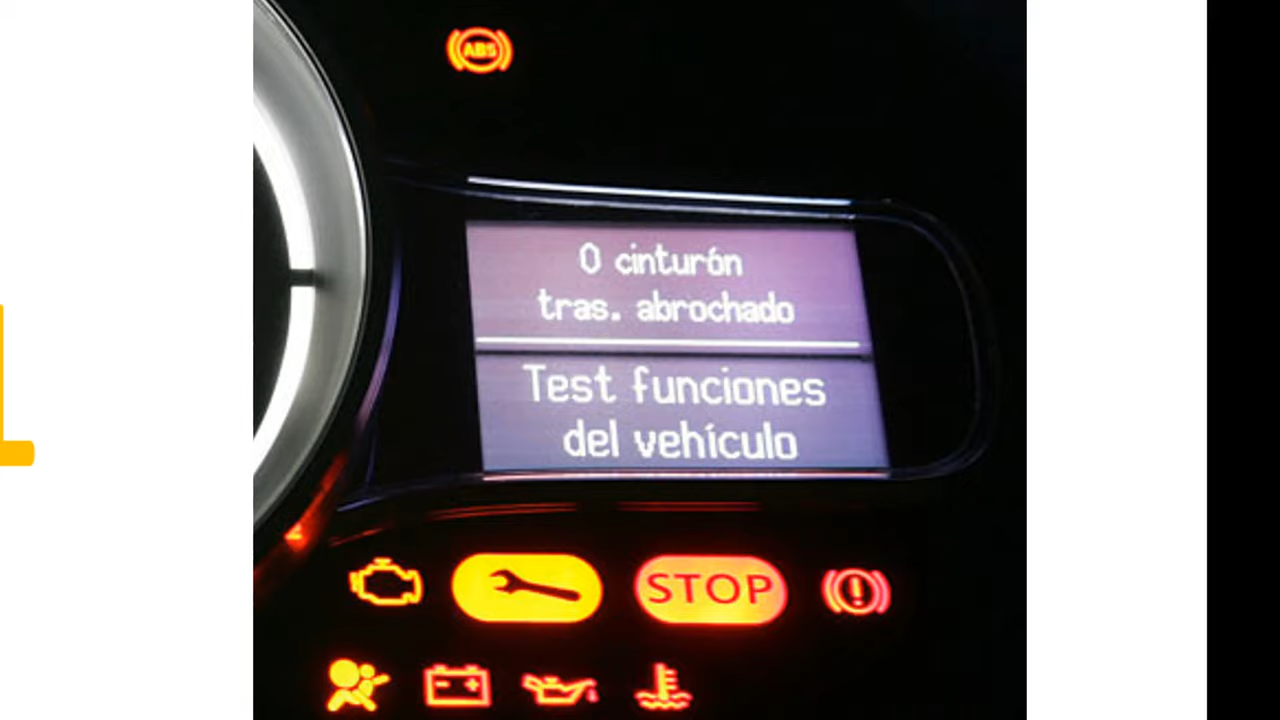 ABS
0 cinturón
tras. abrochado
Test funciones
del vehículo
STOP